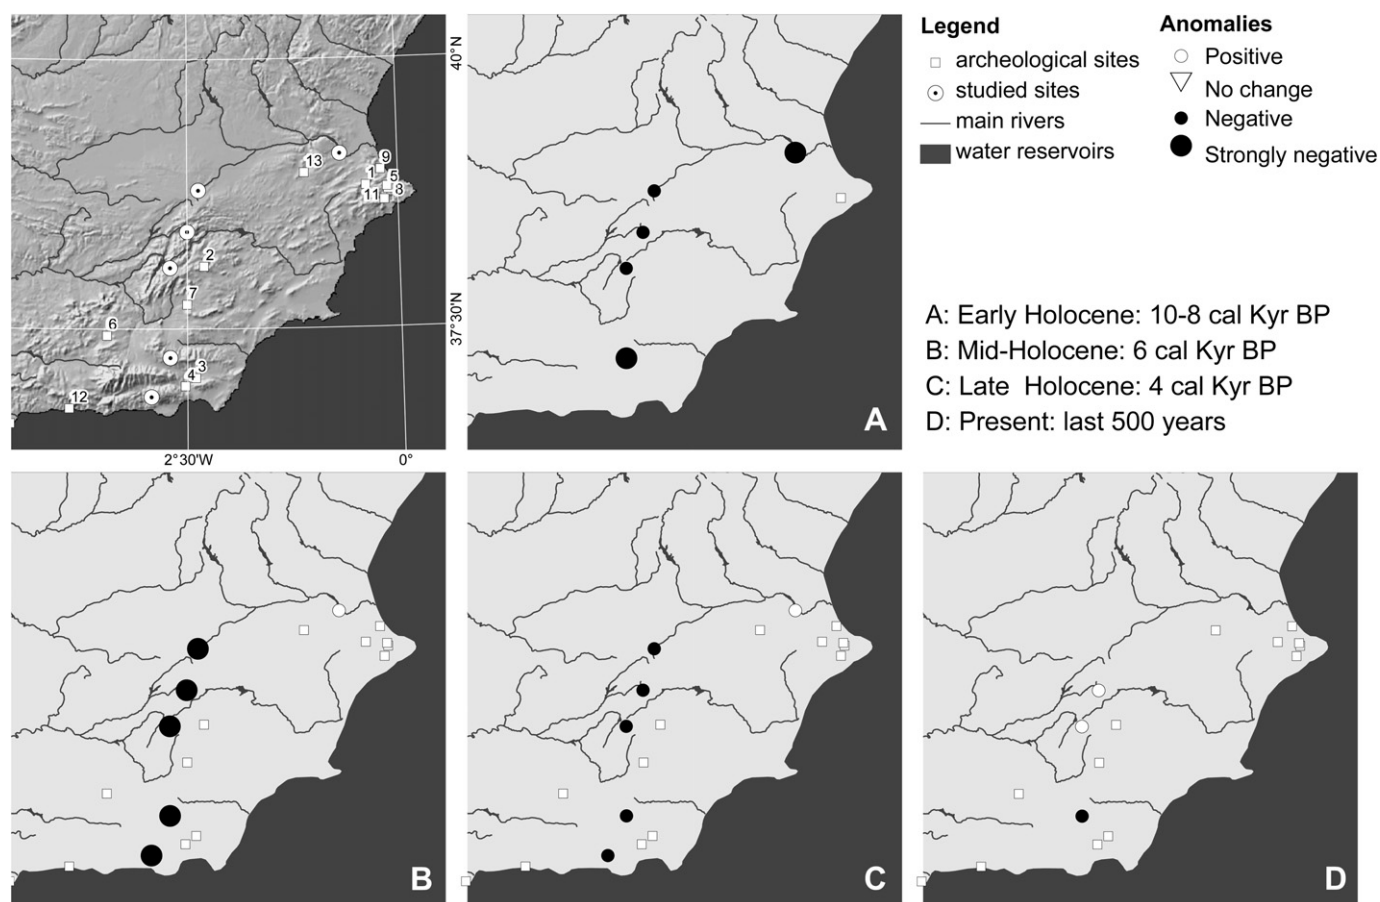 Legend
archeological sites
studied sites
main rivers
water reservoirs
Anomalies
Positive
No change
Negative
Strongly negative
40°N
37°30'N
2°30'W
0°
13
9
1
5
11
8
2
7
6
3
4
12
A
A: Early Holocene: 10-8 cal Kyr BP
B: Mid-Holocene: 6 cal Kyr BP
C: Late Holocene: 4 cal Kyr BP
D: Present: last 500 years
B
C
D